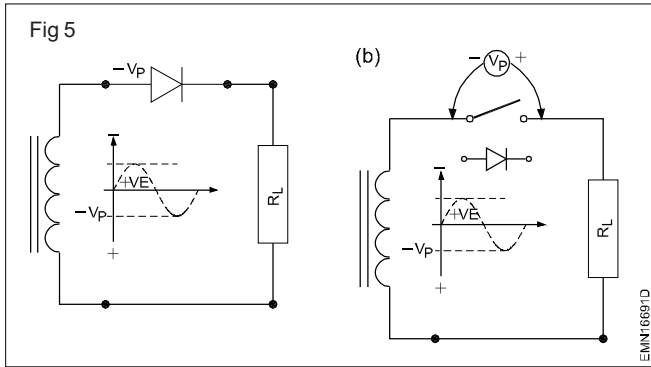 Fig 5
–VP
–
+VE
–VP
+
RL
(b)
– VP +
–
+VE
–VP
+
RL
EMN16691D